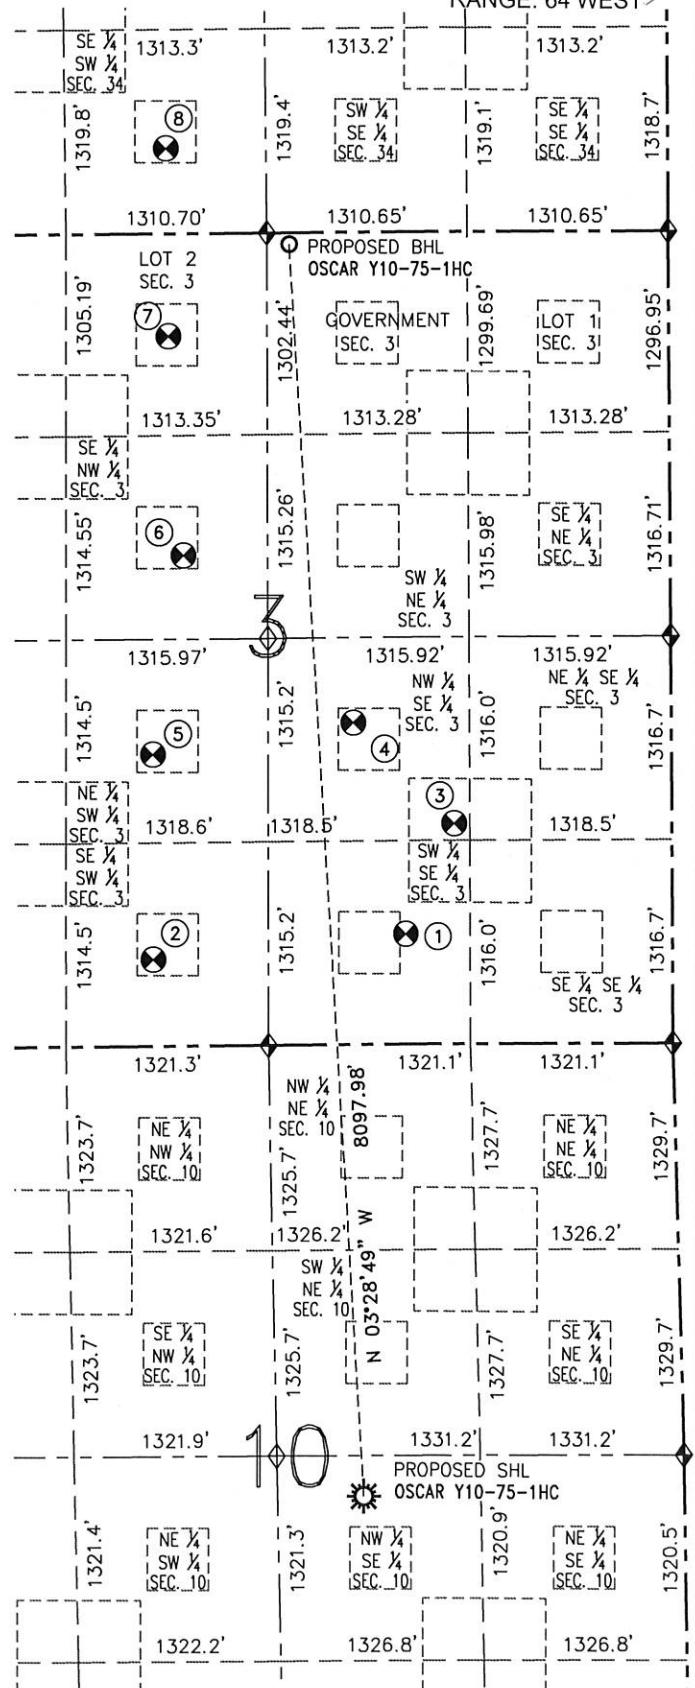 RANGE: 64 WEST
SE ¼
SW ¼
SEC. 34
1313.3'
1313.2'
1313.2'
1319.8'
8
1319.4'
SW ¼
SE ¼
SEC. 34
1319.1'
SE ¼
SE ¼
SEC. 34
1318.7'
1310.70'
1310.65'
1310.65'
PROPOSED BHL
OSCAR Y10-75-1HC
LOT 2
SEC. 3
1305.19'
7
1302.44'
GOVERNMENT
SEC. 3
1299.69'
LOT 1
SEC. 3
1296.95'
1313.35'
1313.28'
1313.28'
SE ¼
NW ¼
SEC. 3
1314.55'
6
1315.26'
1315.98'
SE ¼
NE ¼
SEC. 3
1316.71'
SW ¼
NE ¼
SEC. 3
3
1315.97'
1315.92'
1315.92'
NW ¼
SE ¼
SEC. 3
NE ¼ SE ¼
SEC. 3
1314.5'
5
1315.2'
4
1316.0'
1316.7'
NE ¼
SW ¼
SEC. 3
3
1318.6'
1318.5'
1318.5'
SE ¼
SW ¼
SEC. 3
SW ¼
SE ¼
SEC. 3
1314.5'
2
1315.2'
1
1316.0'
1316.7'
SE ¼ SE ¼
SEC. 3
1321.3'
1321.1'
1321.1'
NW ¼
NE ¼
SEC. 10
8097.98'
1323.7'
NE ¼
NW ¼
SEC. 10
1325.7'
1327.7'
NE ¼
NE ¼
SEC. 10
1329.7'
1321.6'
1326.2'
1326.2'
SW ¼
NE ¼
SEC. 10
N 03°28'49" W
1323.7'
SE ¼
NW ¼
SEC. 10
1325.7'
1327.7'
SE ¼
NE ¼
SEC. 10
1329.7'
10
1321.9'
1331.2'
1331.2'
PROPOSED SHL
OSCAR Y10-75-1HC
1321.4'
NE ¼
SW ¼
SEC. 10
1321.3'
NW ¼
SE ¼
SEC. 10
1320.9'
NE ¼
SE ¼
SEC. 10
1320.5'
1322.2'
1326.8'
1326.8'